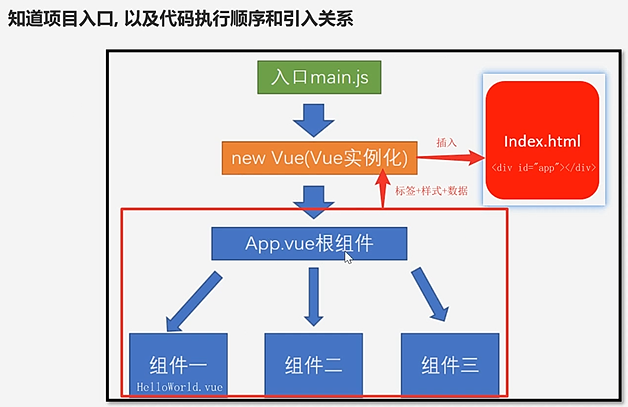 知道项目入口, 以及代码执行顺序和引入关系
入口main.js
new Vue(Vue实例化)
插入
Index.html
<div id="app"></div>
标签+样式+数据
App.vue根组件
组件一
HelloWorld.vue
组件二
组件三